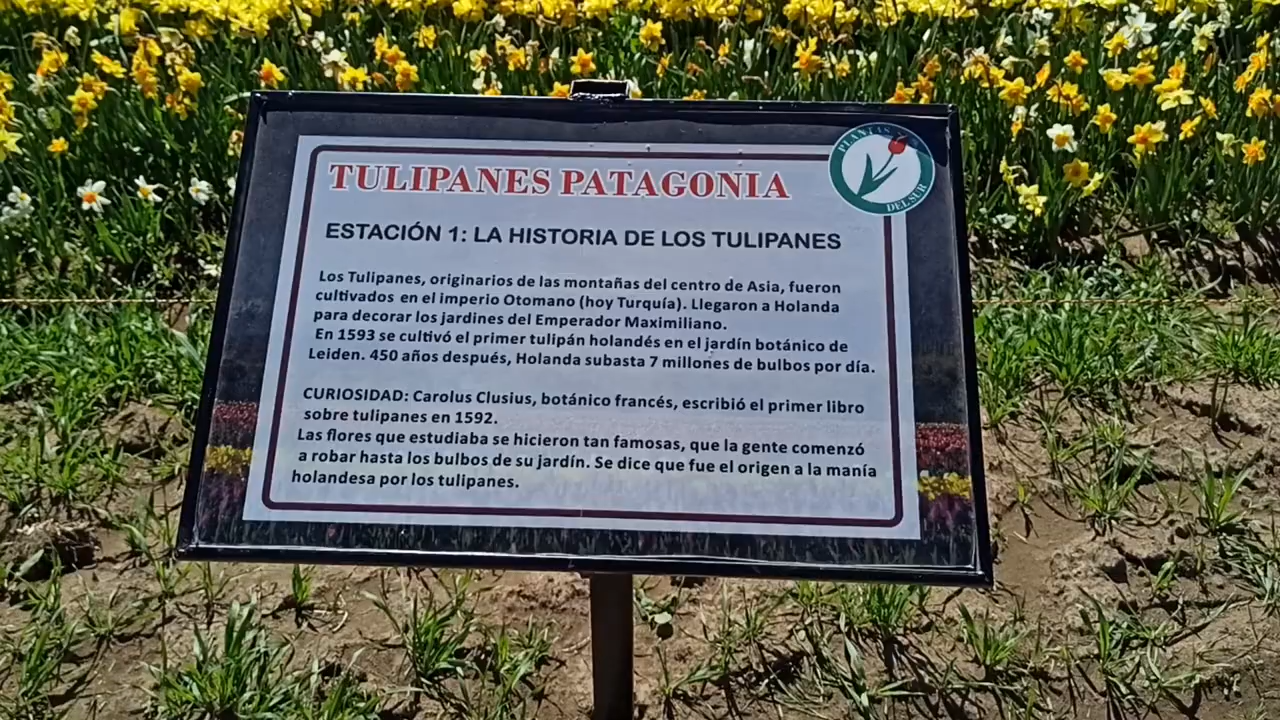 PLANTAS
DEL SUR
TULIPANES PATAGONIA
ESTACIÓN 1: LA HISTORIA DE LOS TULIPANES
Los Tulipanes, originarios de las montañas del centro de Asia, fueron
cultivados en el imperio Otomano (hoy Turquía). Llegaron a Holanda
para decorar los jardines del Emperador Maximiliano.
En 1593 se cultivó el primer tulipán holandés en el jardín botánico de
Leiden. 450 años después, Holanda subasta 7 millones de bulbos por día.
CURIOSIDAD: Carolus Clusius, botánico francés, escribió el primer libro
sobre tulipanes en 1592.
Las flores que estudiaba se hicieron tan famosas, que la gente comenzó
a robar hasta los bulbos de su jardín. Se dice que fue el origen a la manía
holandesa por los tulipanes.